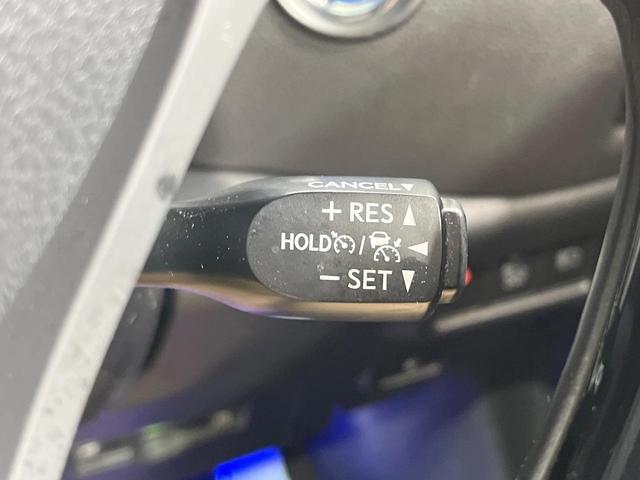 CANCEL▼
+ RES ▲
HOLD / ◀
− SET ▼